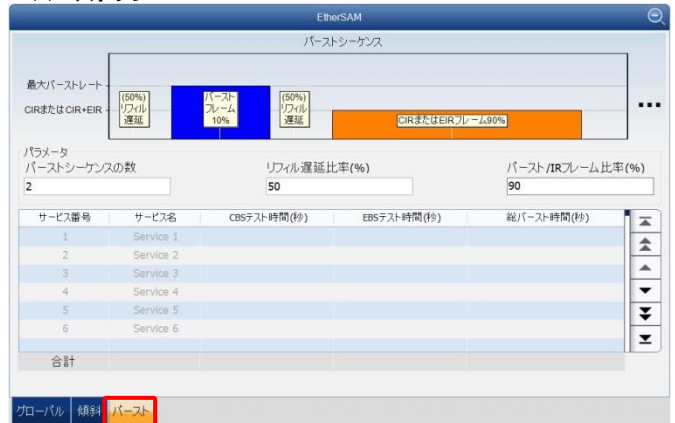 EtherSAM
バーストシーケンス
最大バーストレート
CIRまたはCIR+EIR
(50%)
リフィル
遅延
バースト
フレーム
10%
(50%)
リフィル
遅延
CIRまたはEIRフレーム90%
パラメータ
バーストシーケンスの数 リフィル遅延比率(%) バースト/IRフレーム比率(%)
2 50 90
サービス番号 サービス名 CBSテスト時間(秒) EBSテスト時間(秒) 総バースト時間(秒)
1 Service 1
2 Service 2
3 Service 3
4 Service 4
5 Service 5
6 Service 6
合計
グローバル 傾斜 バースト